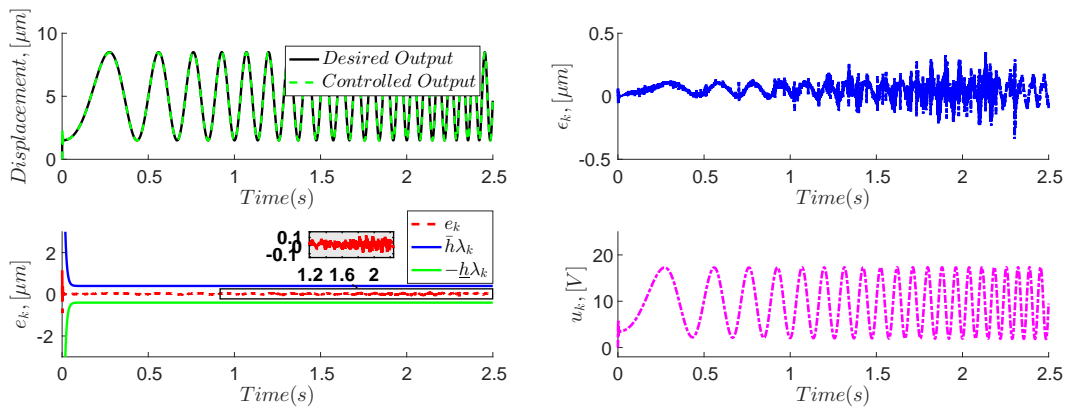 Displacement, [μm]
10
5
0
Desired Output
Controlled Output
0 0.5 1 1.5 2 2.5
Time(s)
ϵ_k, [μm]
0.5
0
-0.5
0 0.5 1 1.5 2 2.5
Time(s)
e_k, [μm]
2
0
-2
0.1
0
-0.1
1.2 1.6 2
e_k
h̄λ_k
−h̲λ_k
0 0.5 1 1.5 2 2.5
Time(s)
u_k, [V]
20
10
0
0 0.5 1 1.5 2 2.5
Time(s)